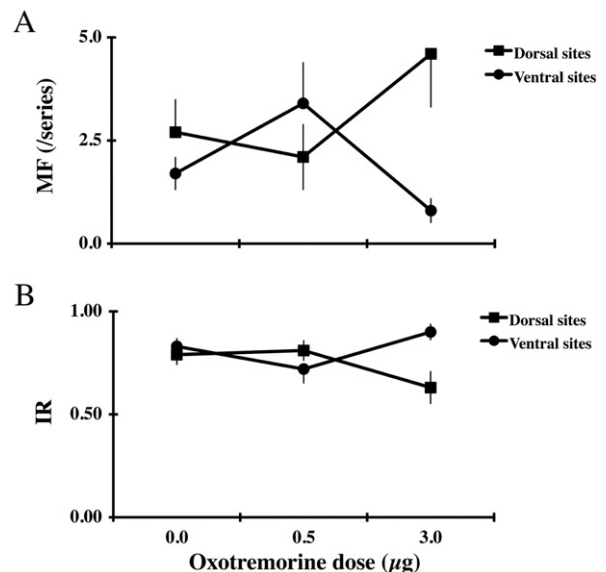 A
5.0
2.5
0.0
MF (/series)
Dorsal sites
Ventral sites
B
1.00
0.50
0.00
IR
Dorsal sites
Ventral sites
0.0 0.5 3.0
Oxotremorine dose (µg)